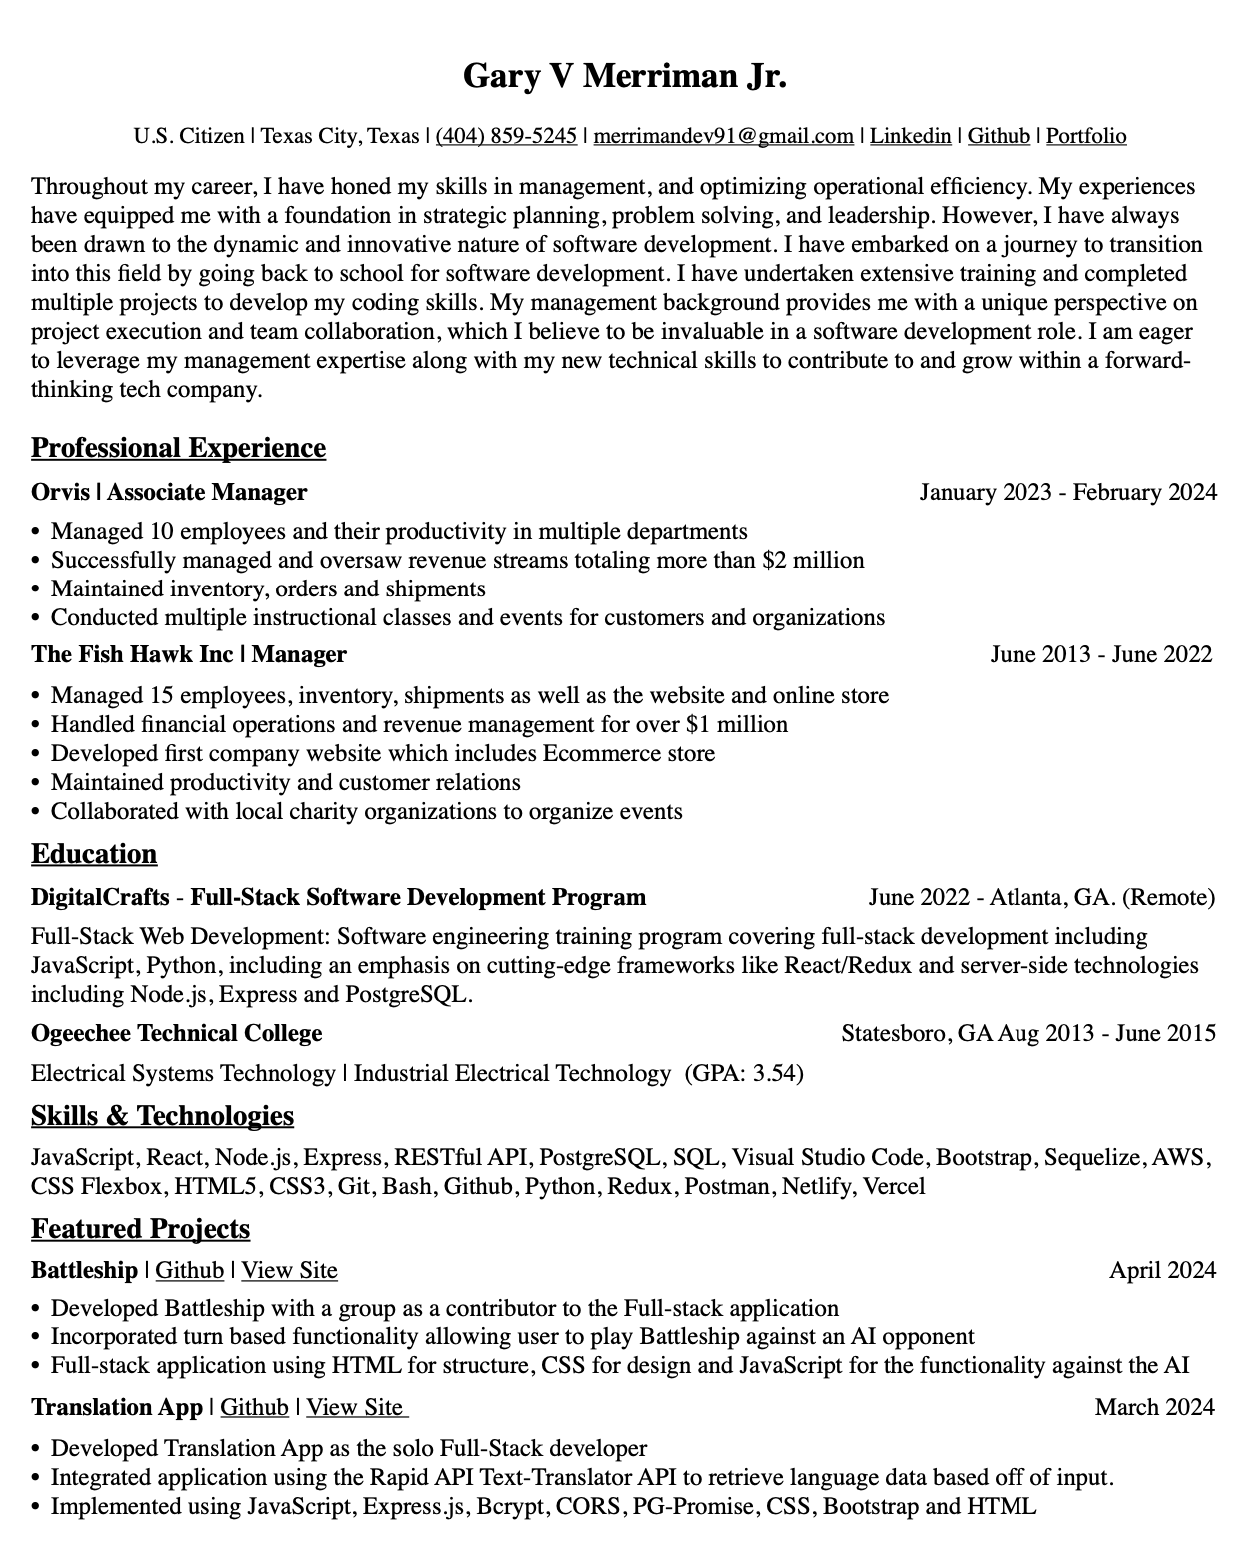 Gary V Merriman Jr.
U.S. Citizen | Texas City, Texas | (404) 859-5245 | merrimandev91@gmail.com | Linkedin | Github | Portfolio
Throughout my career, I have honed my skills in management, and optimizing operational efficiency. My experiences
have equipped me with a foundation in strategic planning, problem solving, and leadership. However, I have always
been drawn to the dynamic and innovative nature of software development. I have embarked on a journey to transition
into this field by going back to school for software development. I have undertaken extensive training and completed
multiple projects to develop my coding skills. My management background provides me with a unique perspective on
project execution and team collaboration, which I believe to be invaluable in a software development role. I am eager
to leverage my management expertise along with my new technical skills to contribute to and grow within a forward-
thinking tech company.
Professional Experience
Orvis | Associate Manager January 2023 - February 2024
• Managed 10 employees and their productivity in multiple departments
• Successfully managed and oversaw revenue streams totaling more than $2 million
• Maintained inventory, orders and shipments
• Conducted multiple instructional classes and events for customers and organizations
The Fish Hawk Inc | Manager June 2013 - June 2022
• Managed 15 employees, inventory, shipments as well as the website and online store
• Handled financial operations and revenue management for over $1 million
• Developed first company website which includes Ecommerce store
• Maintained productivity and customer relations
• Collaborated with local charity organizations to organize events
Education
DigitalCrafts - Full-Stack Software Development Program June 2022 - Atlanta, GA. (Remote)
Full-Stack Web Development: Software engineering training program covering full-stack development including
JavaScript, Python, including an emphasis on cutting-edge frameworks like React/Redux and server-side technologies
including Node.js, Express and PostgreSQL.
Ogeechee Technical College Statesboro, GA Aug 2013 - June 2015
Electrical Systems Technology | Industrial Electrical Technology (GPA: 3.54)
Skills & Technologies
JavaScript, React, Node.js, Express, RESTful API, PostgreSQL, SQL, Visual Studio Code, Bootstrap, Sequelize, AWS,
CSS Flexbox, HTML5, CSS3, Git, Bash, Github, Python, Redux, Postman, Netlify, Vercel
Featured Projects
Battleship | Github | View Site April 2024
• Developed Battleship with a group as a contributor to the Full-stack application
• Incorporated turn based functionality allowing user to play Battleship against an AI opponent
• Full-stack application using HTML for structure, CSS for design and JavaScript for the functionality against the AI
Translation App | Github | View Site March 2024
• Developed Translation App as the solo Full-Stack developer
• Integrated application using the Rapid API Text-Translator API to retrieve language data based off of input.
• Implemented using JavaScript, Express.js, Bcrypt, CORS, PG-Promise, CSS, Bootstrap and HTML